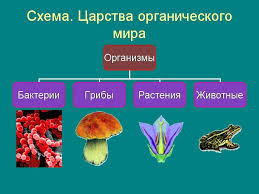 Схема. Царства органического
мира
Организмы
Бактерии Грибы Растения Животные